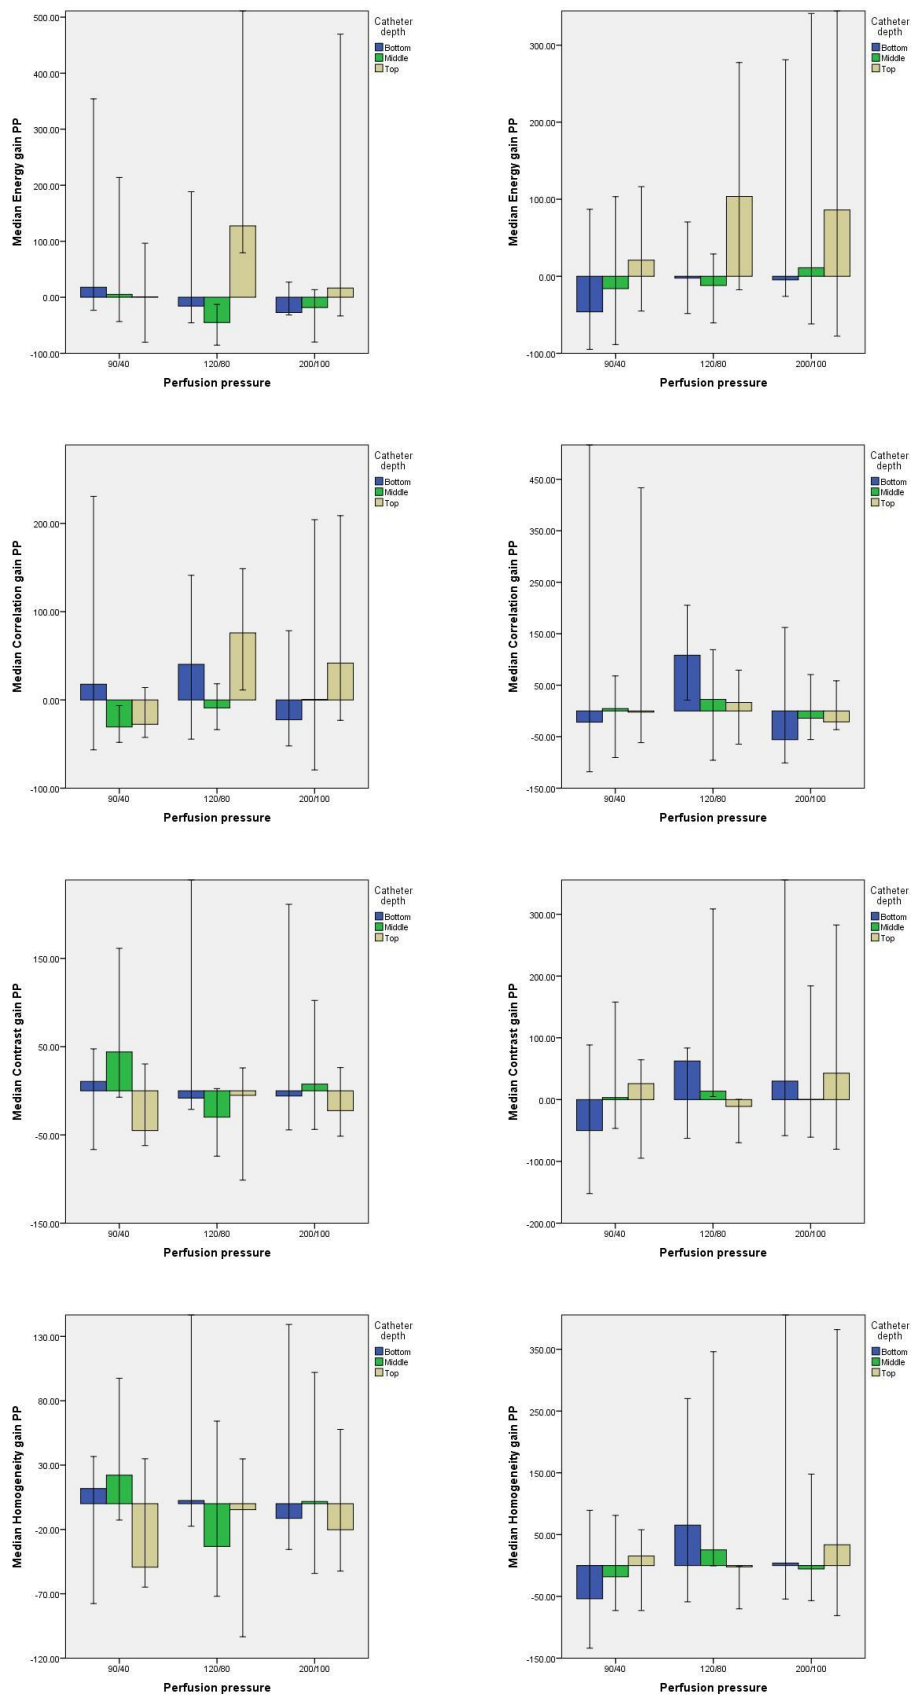 Catheter
depth
Bottom
Middle
Top
Median Energy gain PP
500.00
400.00
300.00
200.00
100.00
0.00
-100.00
90/40
120/80
200/100
Perfusion pressure
Catheter
depth
Bottom
Middle
Top
Median Energy gain PP
300.00
200.00
100.00
0.00
-100.00
90/40
120/80
200/100
Perfusion pressure
Catheter
depth
Bottom
Middle
Top
Median Correlation gain PP
200.00
100.00
0.00
-100.00
90/40
120/80
200/100
Perfusion pressure
Catheter
depth
Bottom
Middle
Top
Median Correlation gain PP
450.00
350.00
250.00
150.00
50.00
-50.00
-150.00
90/40
120/80
200/100
Perfusion pressure
Catheter
depth
Bottom
Middle
Top
Median Contrast gain PP
150.00
50.00
-50.00
-150.00
90/40
120/80
200/100
Perfusion pressure
Catheter
depth
Bottom
Middle
Top
Median Contrast gain PP
300.00
200.00
100.00
0.00
-100.00
-200.00
90/40
120/80
200/100
Perfusion pressure
Catheter
depth
Bottom
Middle
Top
Median Homogeneity gain PP
130.00
80.00
30.00
-20.00
-70.00
-120.00
90/40
120/80
200/100
Perfusion pressure
Catheter
depth
Bottom
Middle
Top
Median Homogeneity gain PP
350.00
250.00
150.00
50.00
-50.00
-150.00
90/40
120/80
200/100
Perfusion pressure